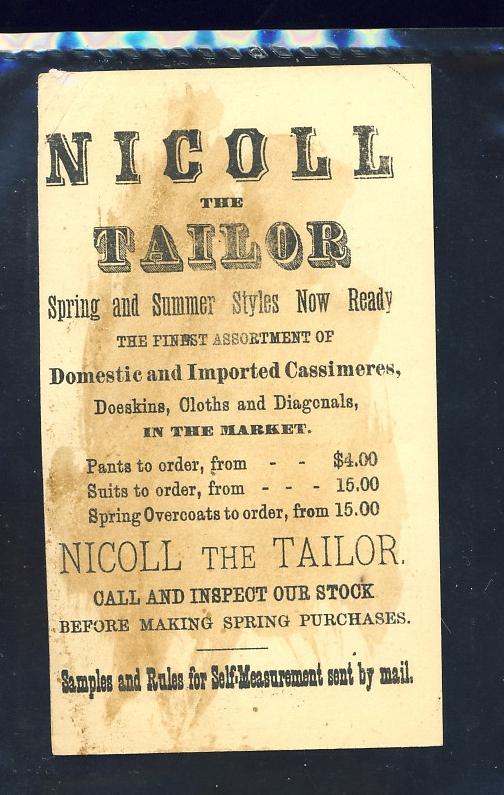 NICOLL
THE
TAILOR
Spring and Summer Styles Now Ready
THE FINEST ASSORTMENT OF
Domestic and Imported Cassimeres,
Doeskins, Cloths and Diagonals,
IN THE MARKET.
Pants to order, from - - $4.00
Suits to order, from - - - 15.00
Spring Overcoats to order, from 15.00
NICOLL THE TAILOR.
CALL AND INSPECT OUR STOCK
BEFORE MAKING SPRING PURCHASES.
Samples and Rules for Self-Measurement sent by mail.